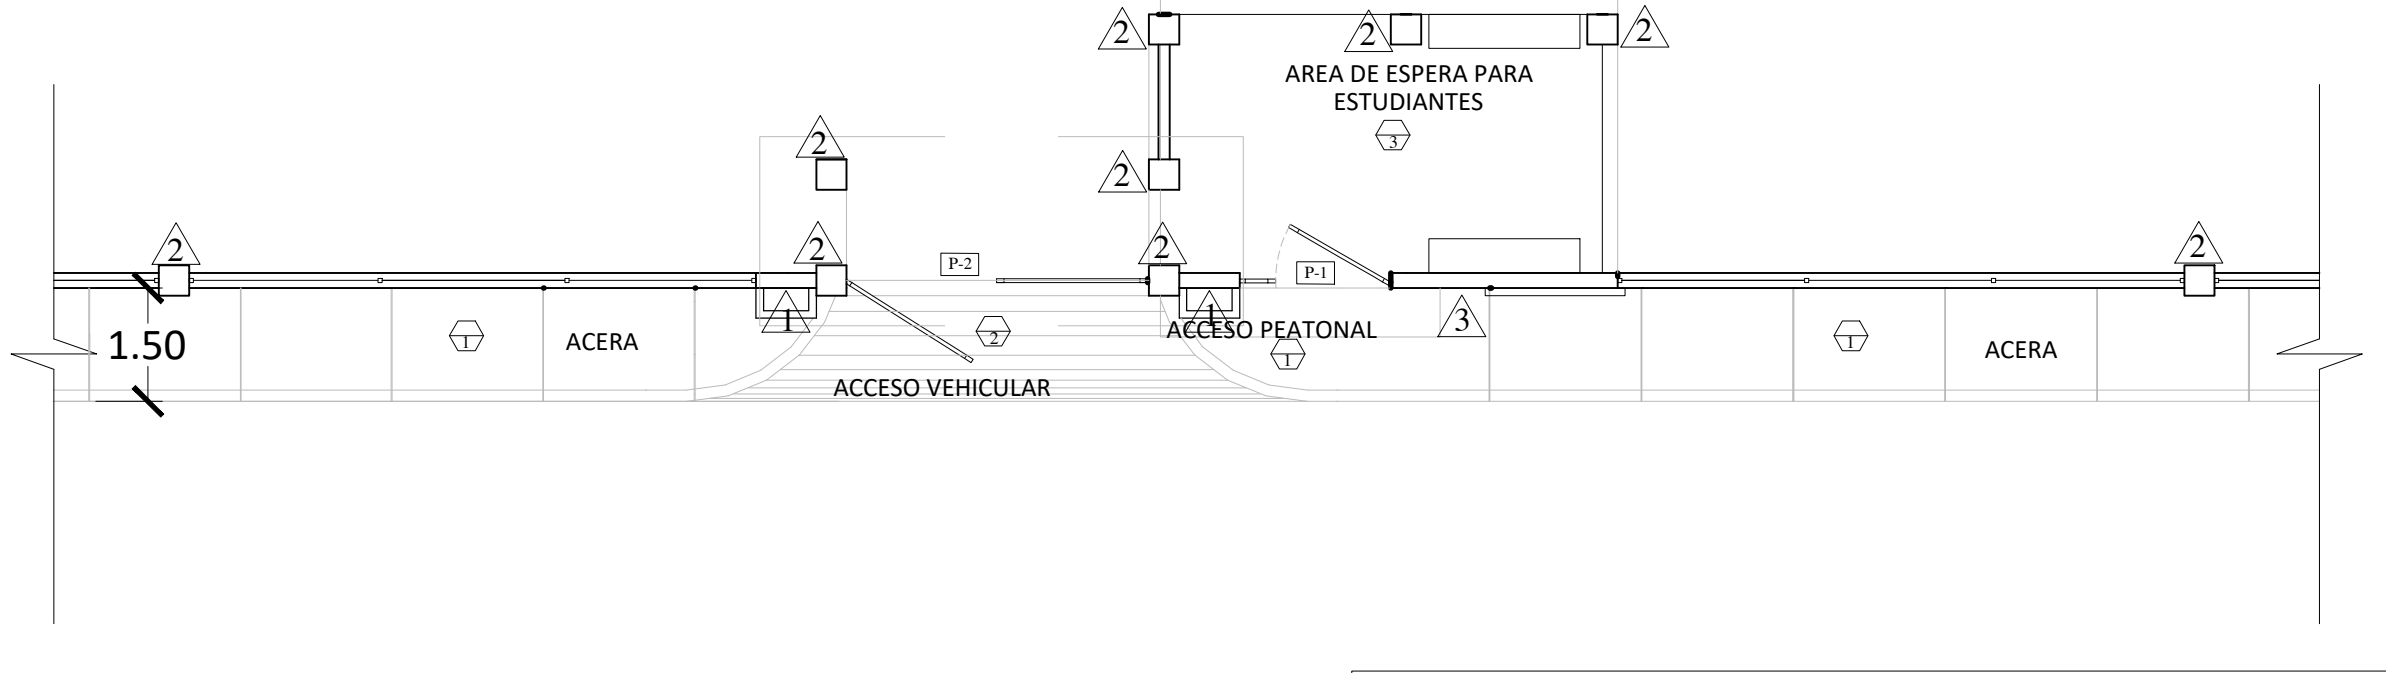 2
2
2
AREA DE ESPERA PARA
ESTUDIANTES
3
2
2
2
2
2
2
P-2
P-1
1
1
3
1.50
1
ACERA
2
ACCESO PEATONAL
1
1
ACERA
ACCESO VEHICULAR